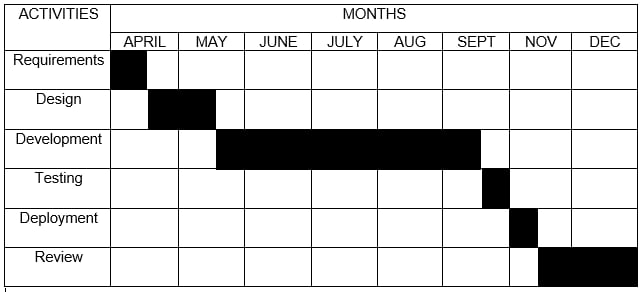 ACTIVITIES MONTHS
APRIL MAY JUNE JULY AUG SEPT NOV DEC
Requirements
Design
Development
Testing
Deployment
Review